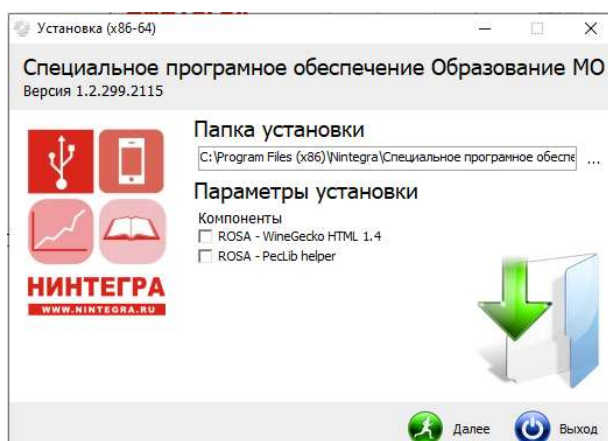 Установка (x86-64)
Специальное програмное обеспечение Образование МО
Версия 1.2.299.2115
Папка установки
C:\Program Files (x86)\Nintegra\Специальное програмное обеспе ...
Параметры установки
Компоненты
ROSA - WineGecko HTML 1.4
ROSA - PecLib helper
НИНТЕГРА
WWW.NINTEGRA.RU
Далее
Выход